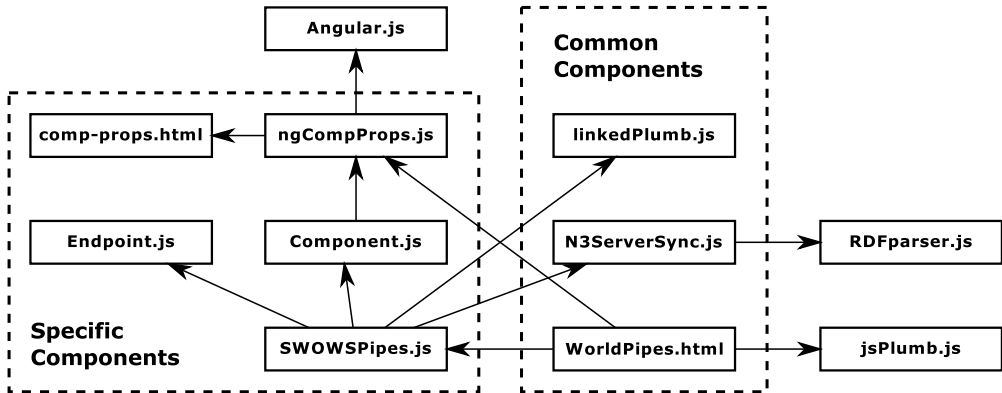 Angular.js
Common
Components
comp-props.html
ngCompProps.js
linkedPlumb.js
Endpoint.js
Component.js
N3ServerSync.js
RDFparser.js
Specific
Components
SWOWSPipes.js
WorldPipes.html
jsPlumb.js